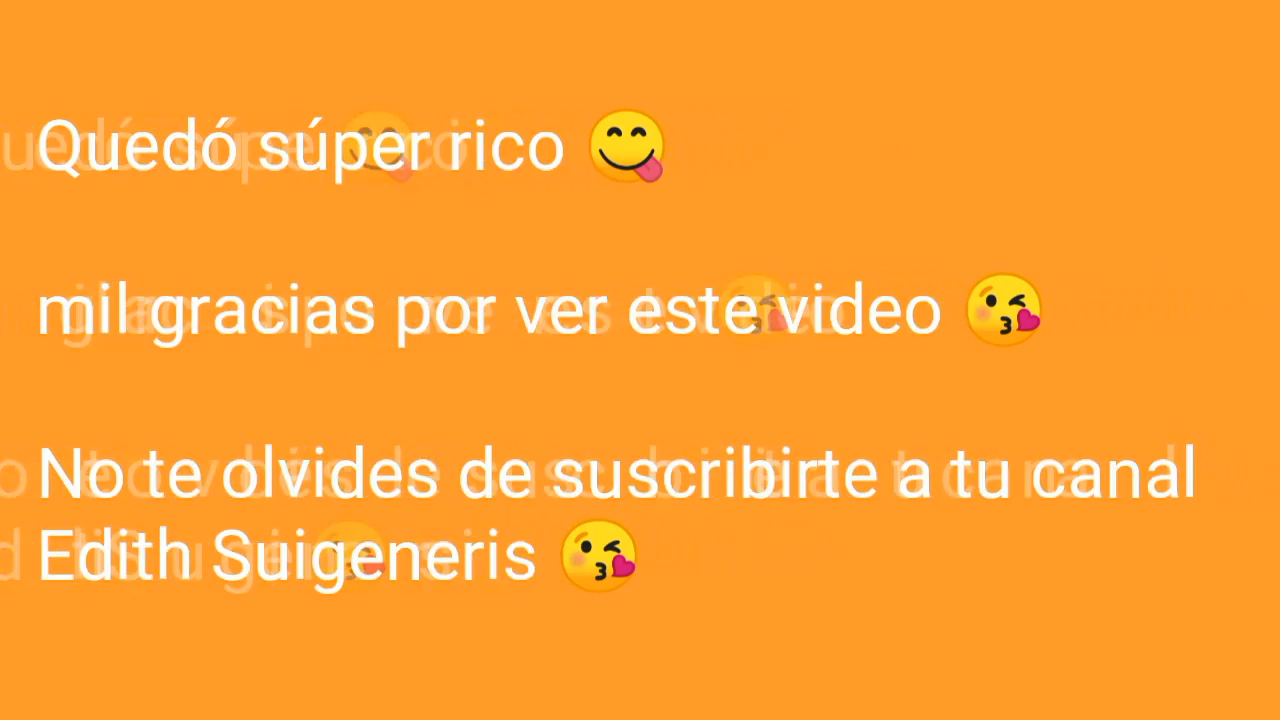 Quedó súper rico 😋
mil gracias por ver este video 😘
No te olvides de suscribirte a tu canal
Edith Suigeneris 😘